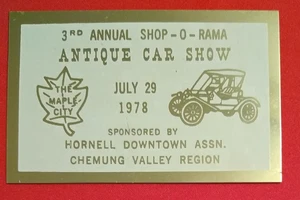 3RD ANNUAL SHOP-O-RAMA
ANTIQUE CAR SHOW
THE
MAPLE
CITY
JULY 29
1978
SPONSORED BY
HORNELL DOWNTOWN ASSN.
CHEMUNG VALLEY REGION